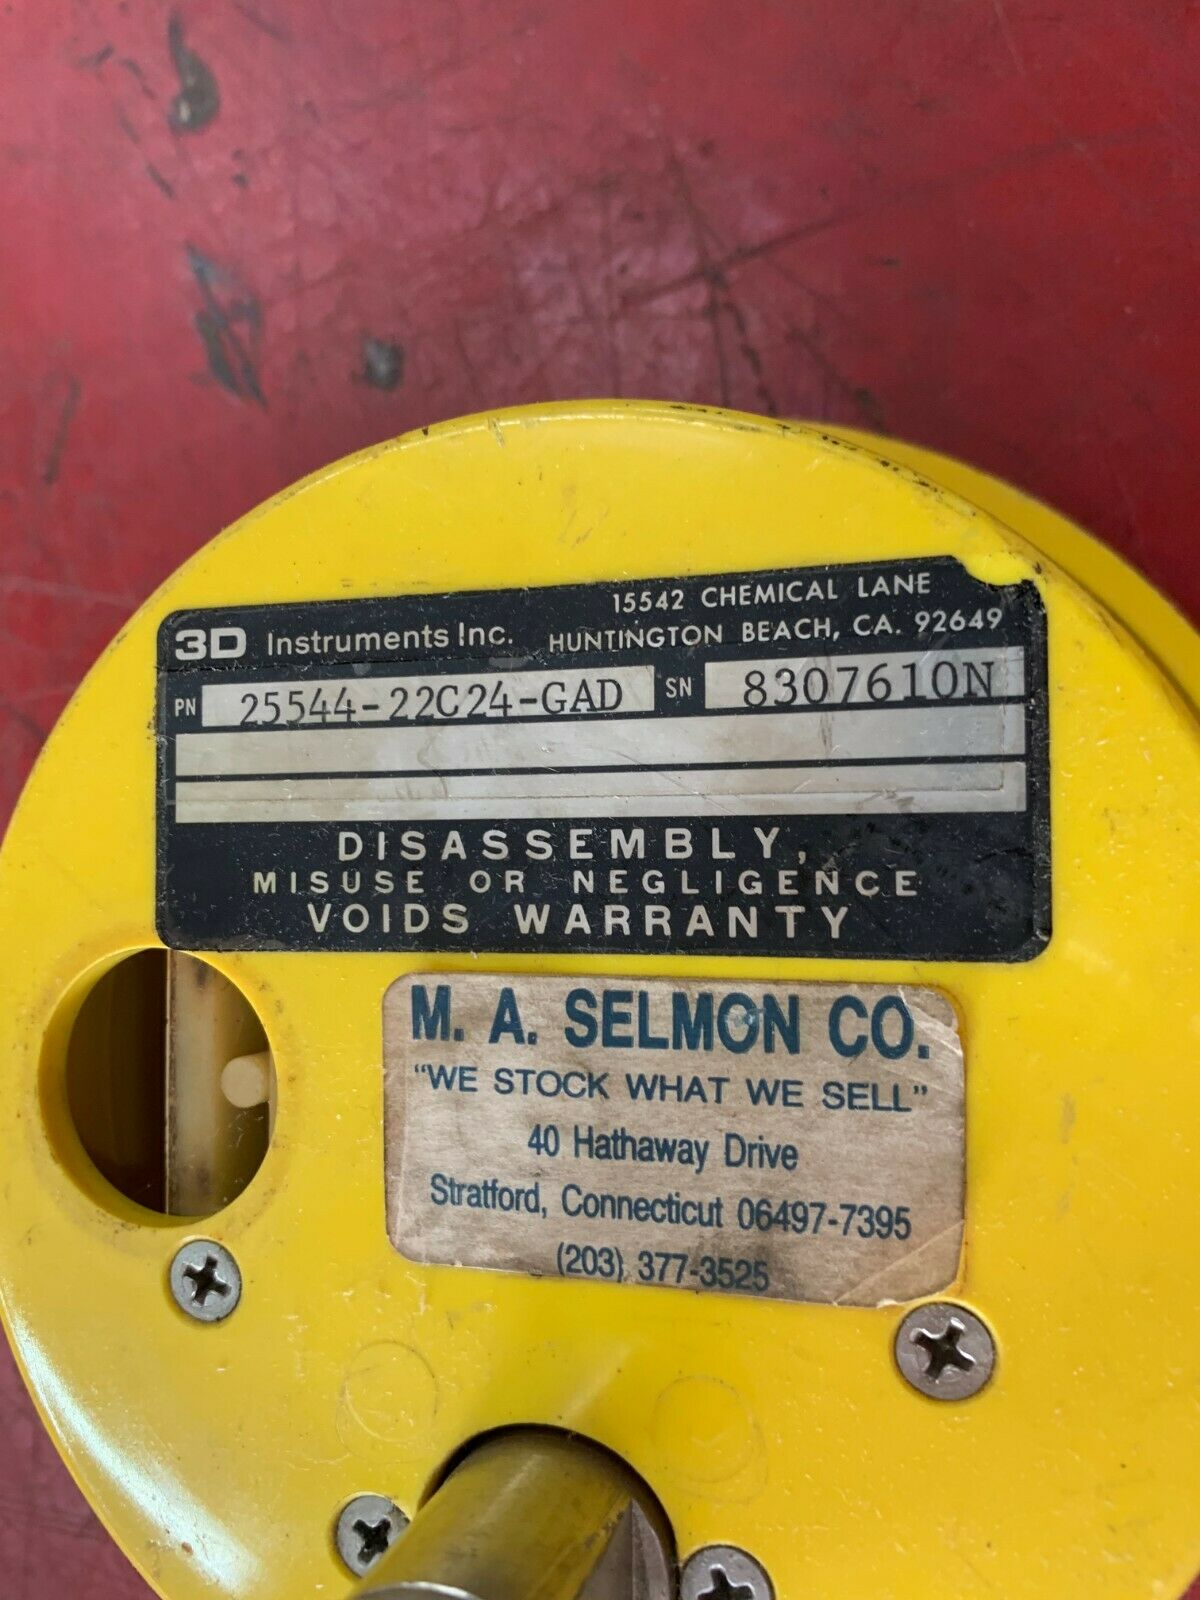 15542 CHEMICAL LANE
3D Instruments Inc. HUNTINGTON BEACH, CA. 92649
PN 25544-22C24-GAD SN 8307610N
DISASSEMBLY,
MISUSE OR NEGLIGENCE
VOIDS WARRANTY
M. A. SELMON CO.
"WE STOCK WHAT WE SELL"
40 Hathaway Drive
Stratford, Connecticut 06497-7395
(203) 377-3525